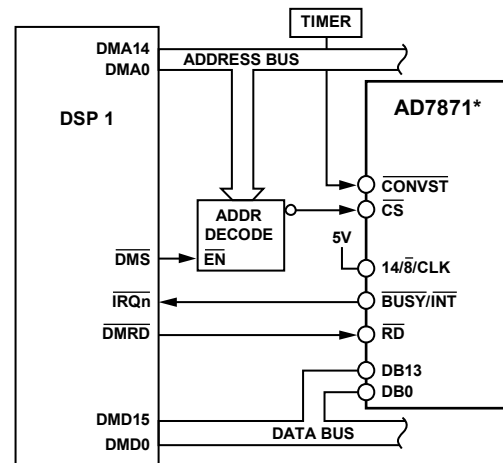 TIMER
DMA14
ADDRESS BUS
DMA0
DSP 1
AD7871*
CONVST
ADDR
DECODE
CS
5V
DMS
EN
14/8/CLK
IRQn
BUSY/INT
DMRD
RD
DB13
DB0
DMD15
DATA BUS
DMD0